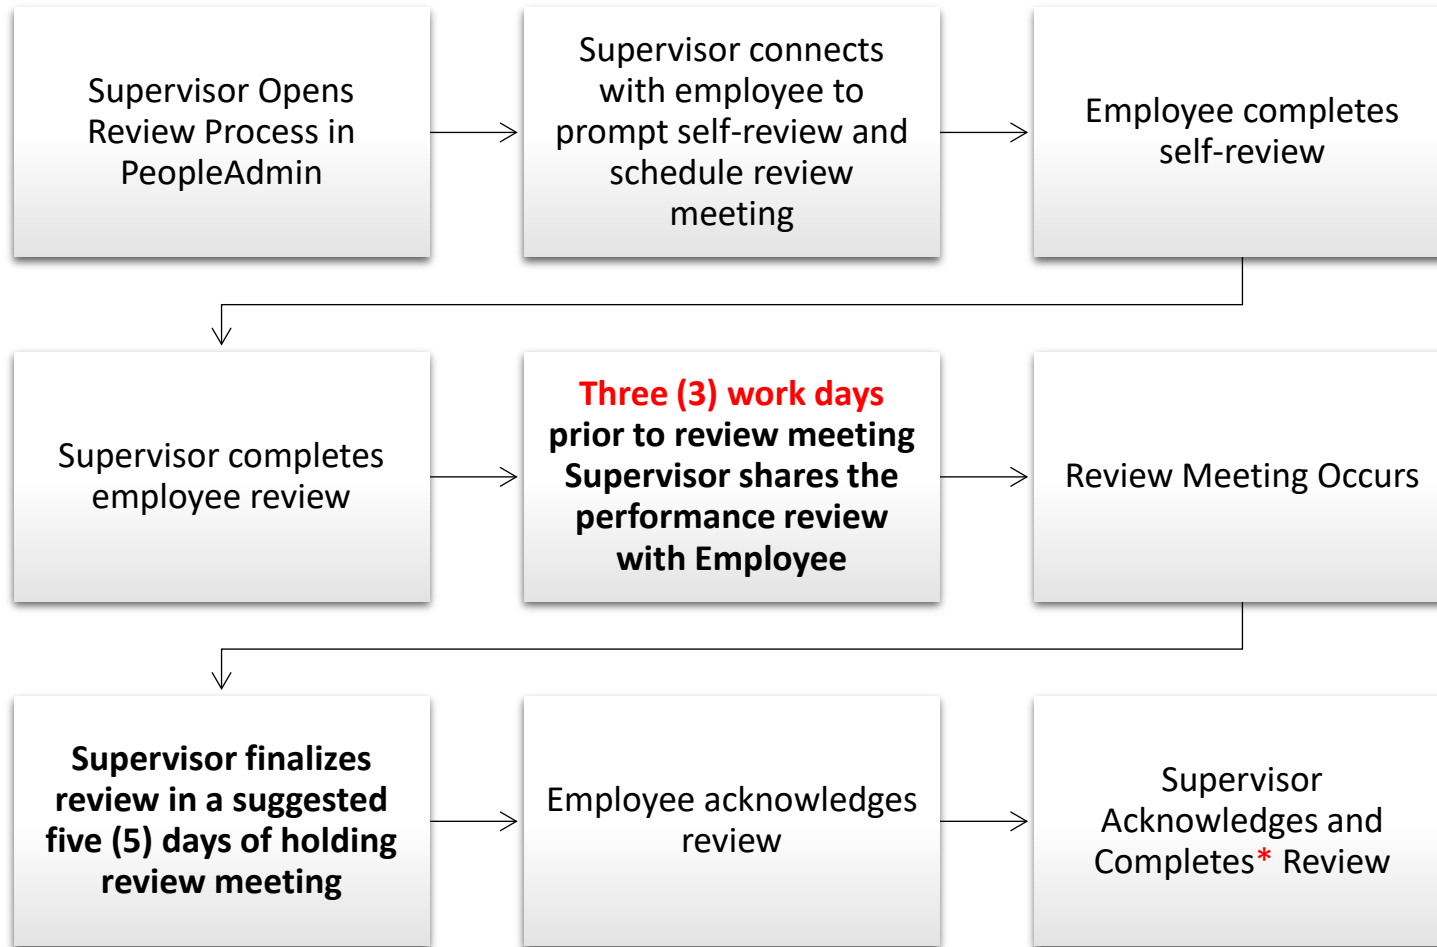 Supervisor Opens
Review Process in
PeopleAdmin
Supervisor connects
with employee to
prompt self-review and
schedule review
meeting
Employee completes
self-review
Supervisor completes
employee review
Three (3) work days
prior to review meeting
Supervisor shares the
performance review
with Employee
Review Meeting Occurs
Supervisor finalizes
review in a suggested
five (5) days of holding
review meeting
Employee acknowledges
review
Supervisor
Acknowledges and
Completes* Review